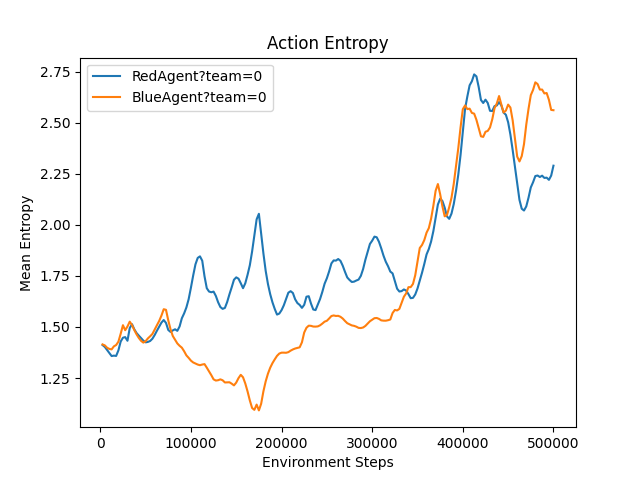 Action Entropy
RedAgent?team=0
BlueAgent?team=0
Mean Entropy
2.75
2.50
2.25
2.00
1.75
1.50
1.25
0
100000
200000
300000
400000
500000
Environment Steps